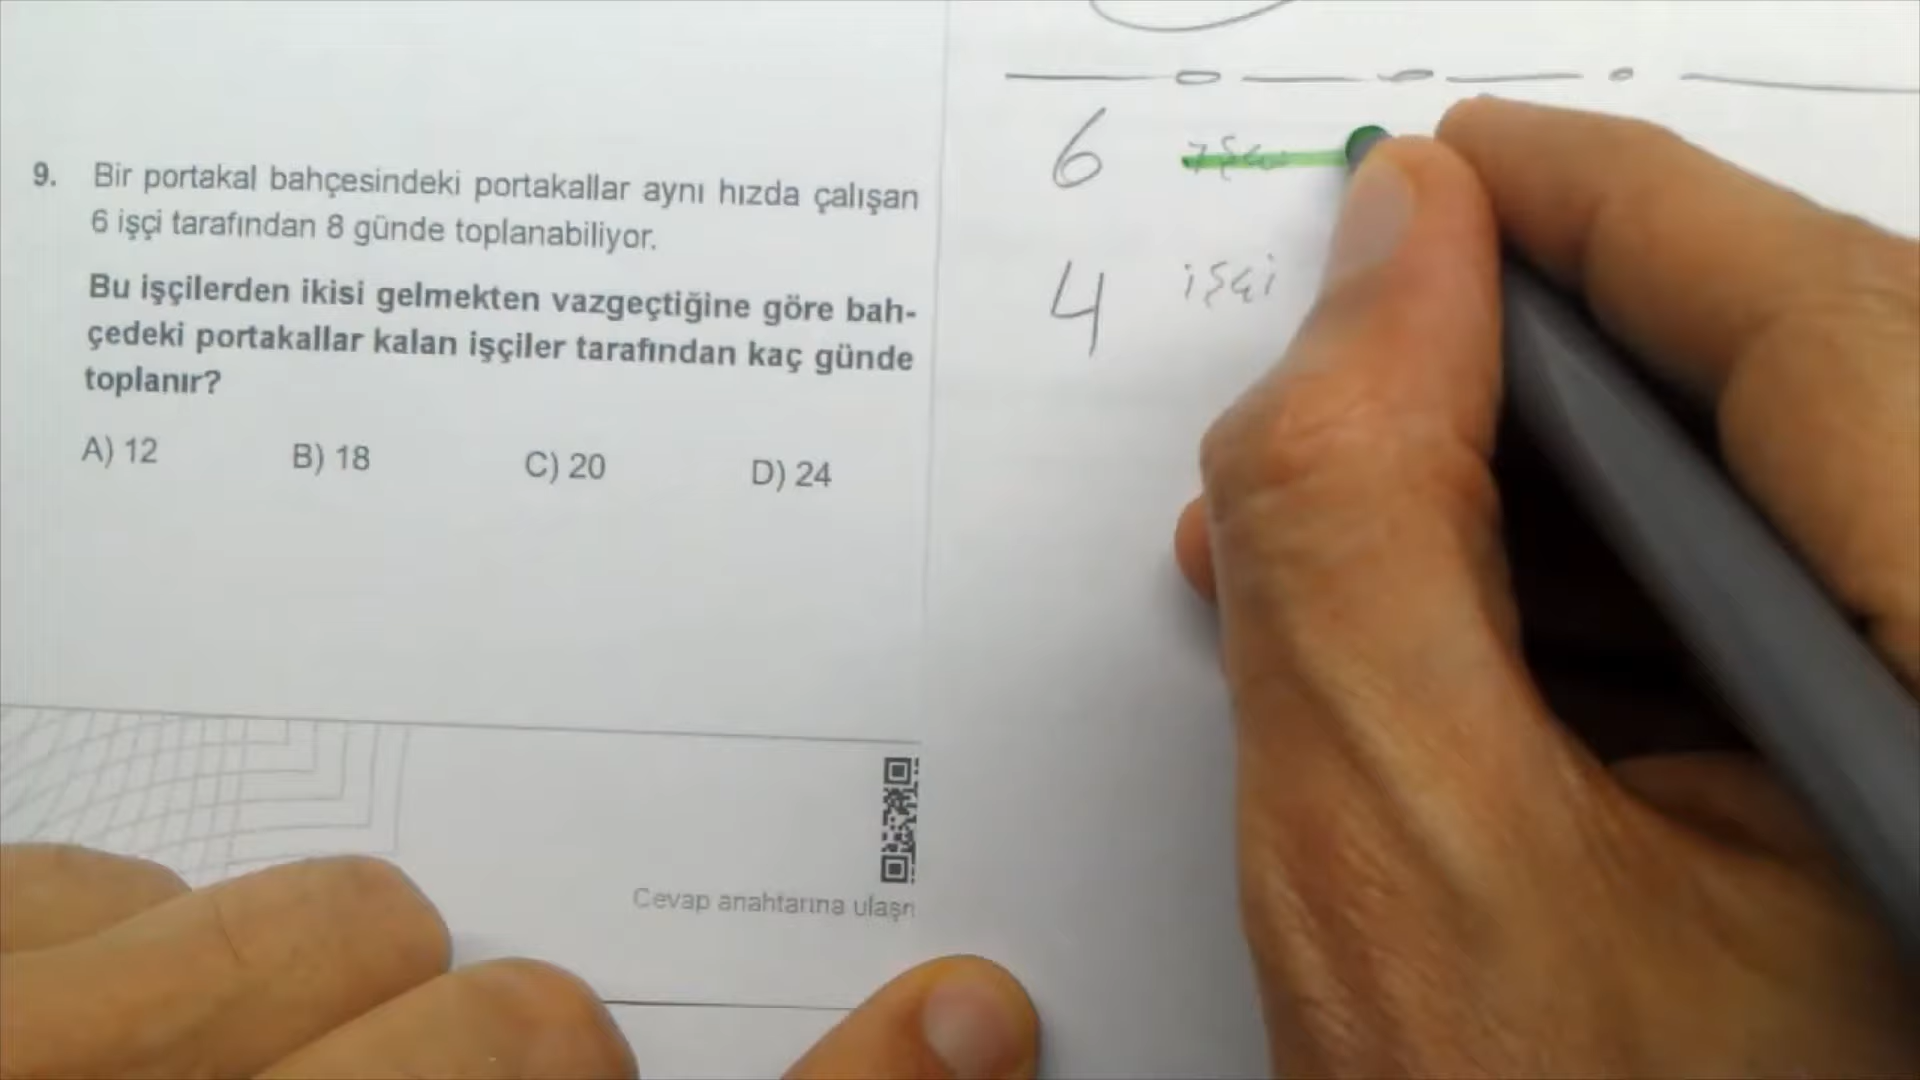 9. Bir portakal bahçesindeki portakallar aynı hızda çalışan
6 işçi tarafından 8 günde toplanabiliyor.
Bu işçilerden ikisi gelmekten vazgeçtiğine göre bah-
çedeki portakallar kalan işçiler tarafından kaç günde
toplanır?
A) 12 B) 18 C) 20 D) 24
Cevap anahtarına
6 işçi
4 işçi